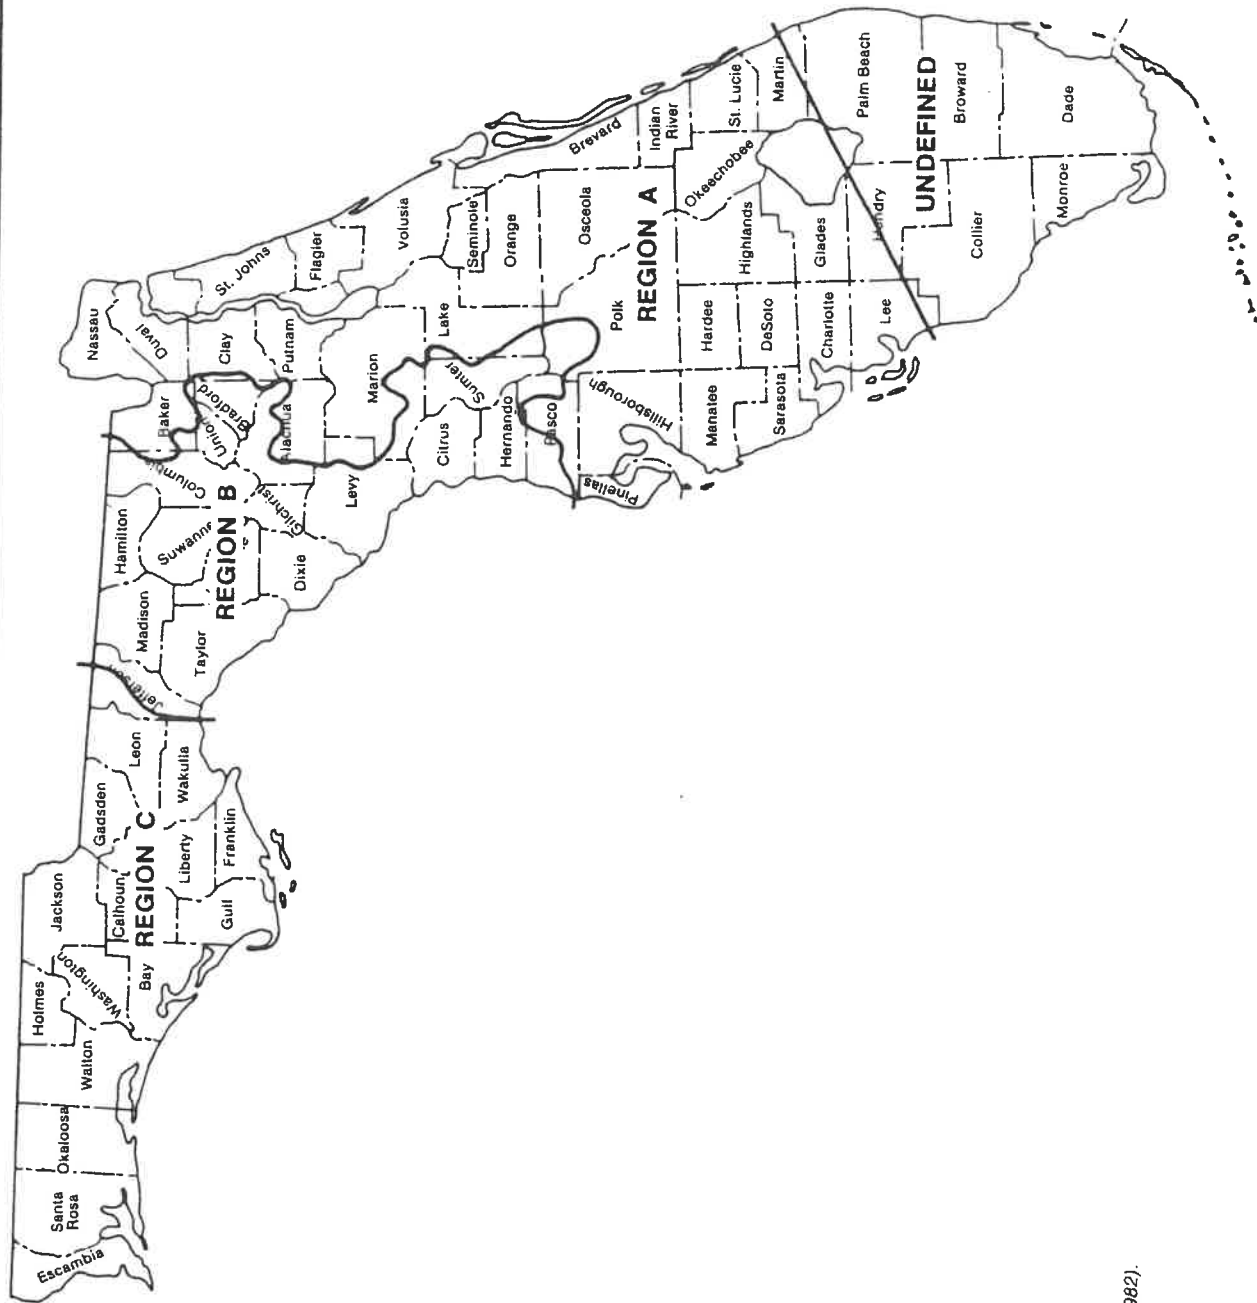 Escambia
Santa
Rosa
Okaloosa
Walton
Holmes
Washington
Bay
Jackson
Calhoun
REGION C
Gulf
Gadsden
Liberty
Franklin
Leon
Wakulla
Jefferson
Madison
Taylor
Hamilton
REGION B
Dixie
Gilchrist
Columbia
Levy
Baker
Union
Bradford
Alachua
Nassau
Duval
Clay
Putnam
St. Johns
Flagler
Marion
Volusia
Citrus
Sumter
Lake
Seminole
Orange
Hernando
Pasco
Pinellas
Hillsborough
Polk
Osceola
Brevard
REGION A
Indian
River
Okeechobee
St. Lucie
Manatee
Hardee
Highlands
Sarasota
DeSoto
Charlotte
Glades
Martin
Lee
Hendry
Palm Beach
UNDEFINED
Broward
Collier
Monroe
Dade
982).